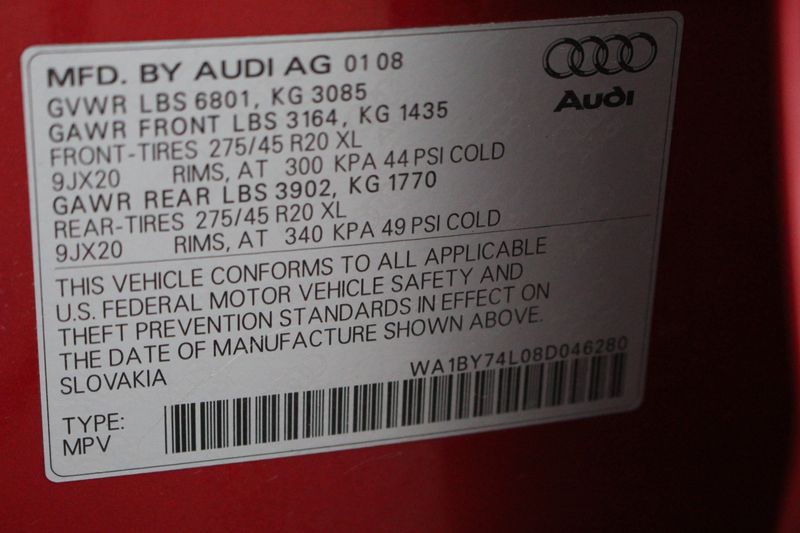 MFD. BY AUDI AG 01 08
Audi
GVWR LBS 6801, KG 3085
GAWR FRONT LBS 3164, KG 1435
FRONT-TIRES 275/45 R20 XL
9JX20 RIMS, AT 300 KPA 44 PSI COLD
GAWR REAR LBS 3902, KG 1770
REAR-TIRES 275/45 R20 XL
9JX20 RIMS, AT 340 KPA 49 PSI COLD
THIS VEHICLE CONFORMS TO ALL APPLICABLE
U.S. FEDERAL MOTOR VEHICLE SAFETY AND
THEFT PREVENTION STANDARDS IN EFFECT ON
THE DATE OF MANUFACTURE SHOWN ABOVE.
SLOVAKIA
WA1BY74L08D046280
TYPE:
MPV